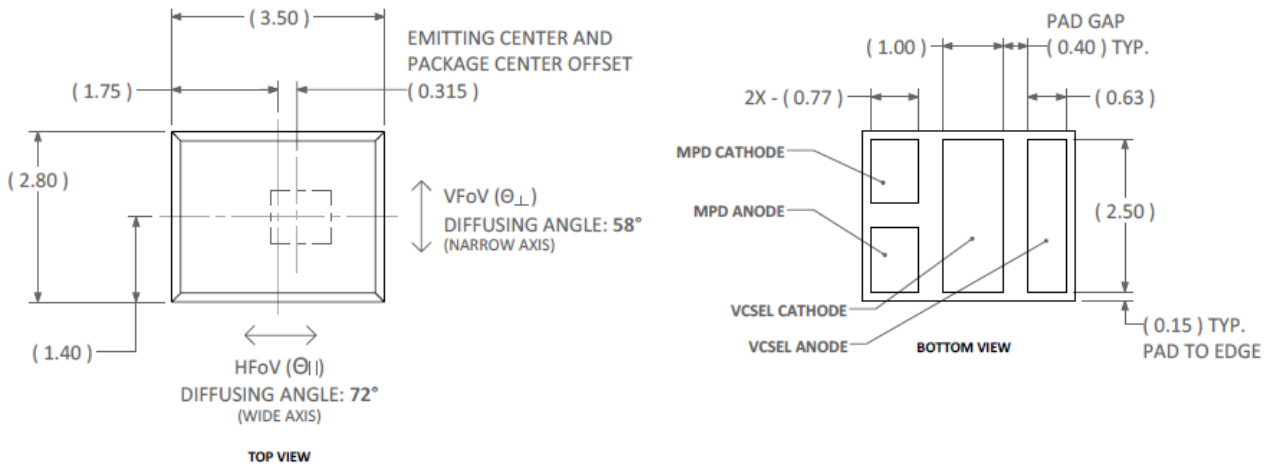 ( 3.50 )
EMITTING CENTER AND
PACKAGE CENTER OFFSET
( 1.75 )
( 0.315 )
( 2.80 )
VFoV (Θ⊥)
DIFFUSING ANGLE: 58°
(NARROW AXIS)
( 1.40 )
HFoV (Θ||)
DIFFUSING ANGLE: 72°
(WIDE AXIS)
TOP VIEW
PAD GAP
( 1.00 )
( 0.40 ) TYP.
2X - ( 0.77 )
( 0.63 )
MPD CATHODE
MPD ANODE
( 2.50 )
VCSEL CATHODE
VCSEL ANODE
BOTTOM VIEW
( 0.15 ) TYP.
PAD TO EDGE